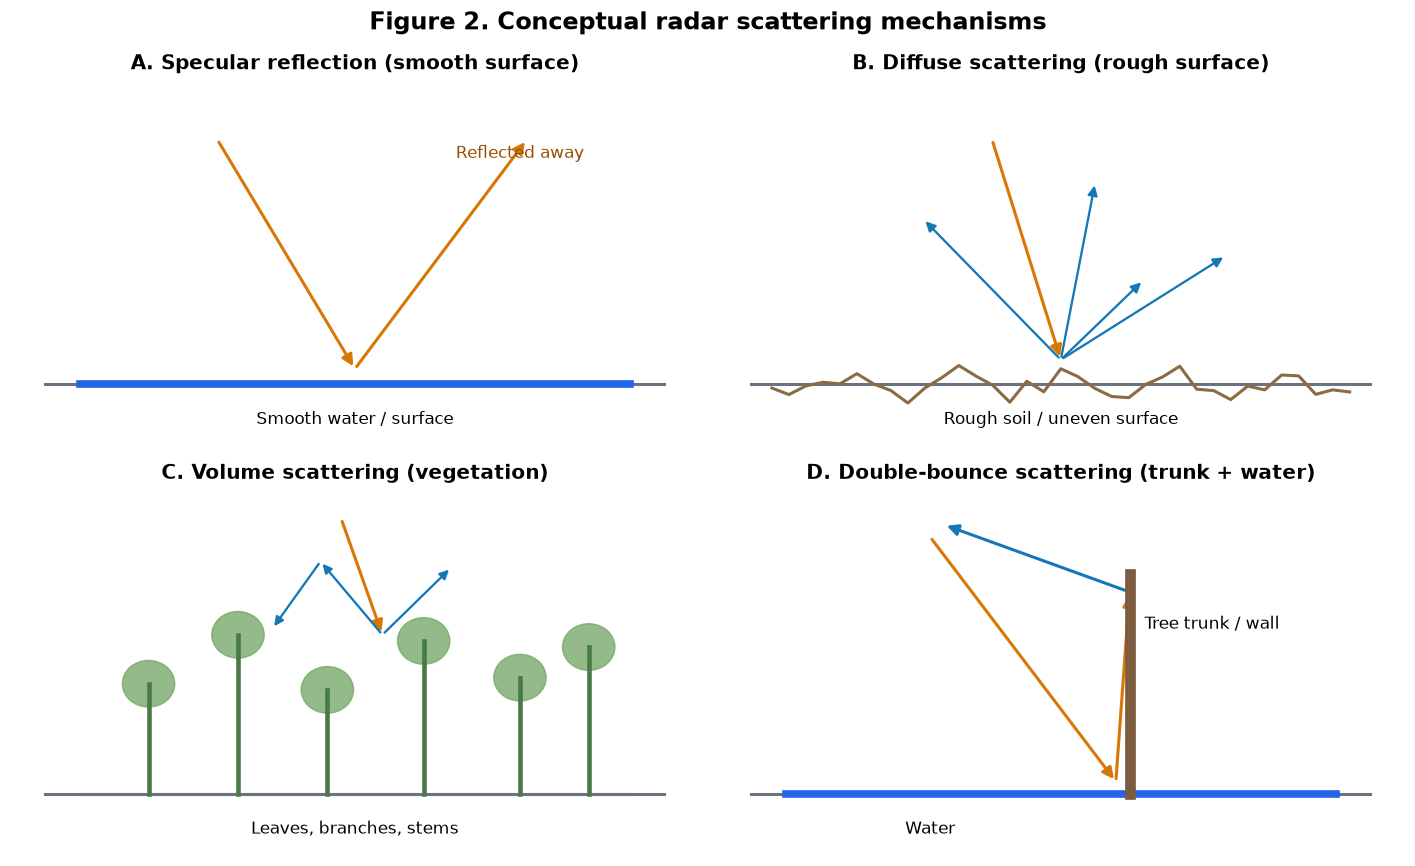 Figure 2. Conceptual radar scattering mechanisms
A. Specular reflection (smooth surface)
Reflected away
Smooth water / surface
B. Diffuse scattering (rough surface)
Rough soil / uneven surface
C. Volume scattering (vegetation)
Leaves, branches, stems
D. Double-bounce scattering (trunk + water)
Tree trunk / wall
Water